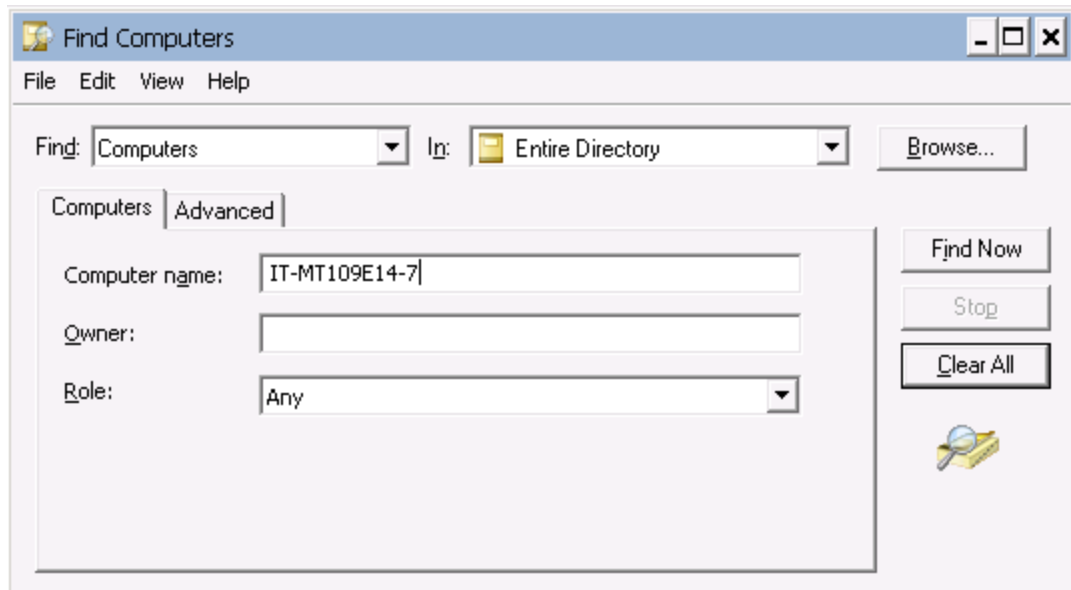 Find Computers
File Edit View Help
Find: Computers In: Entire Directory Browse...
Computers Advanced
Computer name: IT-MT109E14-7
Owner:
Role: Any
Find Now
Stop
Clear All